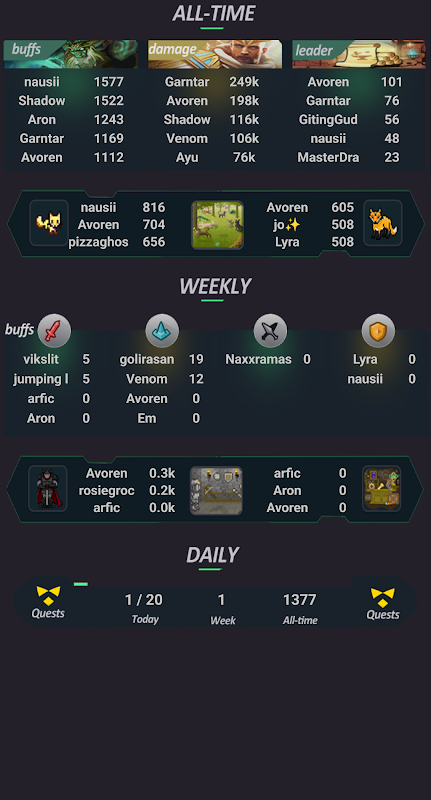 ALL-TIME
buffs damage leader
nausii 1577 Garntar 249k Avoren 101
Shadow 1522 Avoren 198k Garntar 76
Aron 1243 Shadow 116k GitingGud 56
Garntar 1169 Venom 106k nausii 48
Avoren 1112 Ayu 76k MasterDra 23
nausii 816 Avoren 605
Avoren 704 jo✨ 508
pizzaghos 656 Lyra 508
WEEKLY
buffs
vikslit 5 golirasan 19 Naxxramas 0 Lyra 0
jumping l 5 Venom 12 nausii 0
arfic 0 Avoren 0
Aron 0 Em 0
Avoren 0.3k arfic 0
rosiegroc 0.2k Aron 0
arfic 0.0k Avoren 0
DAILY
Quests 1 / 20 1 1377 Quests
Today Week All-time